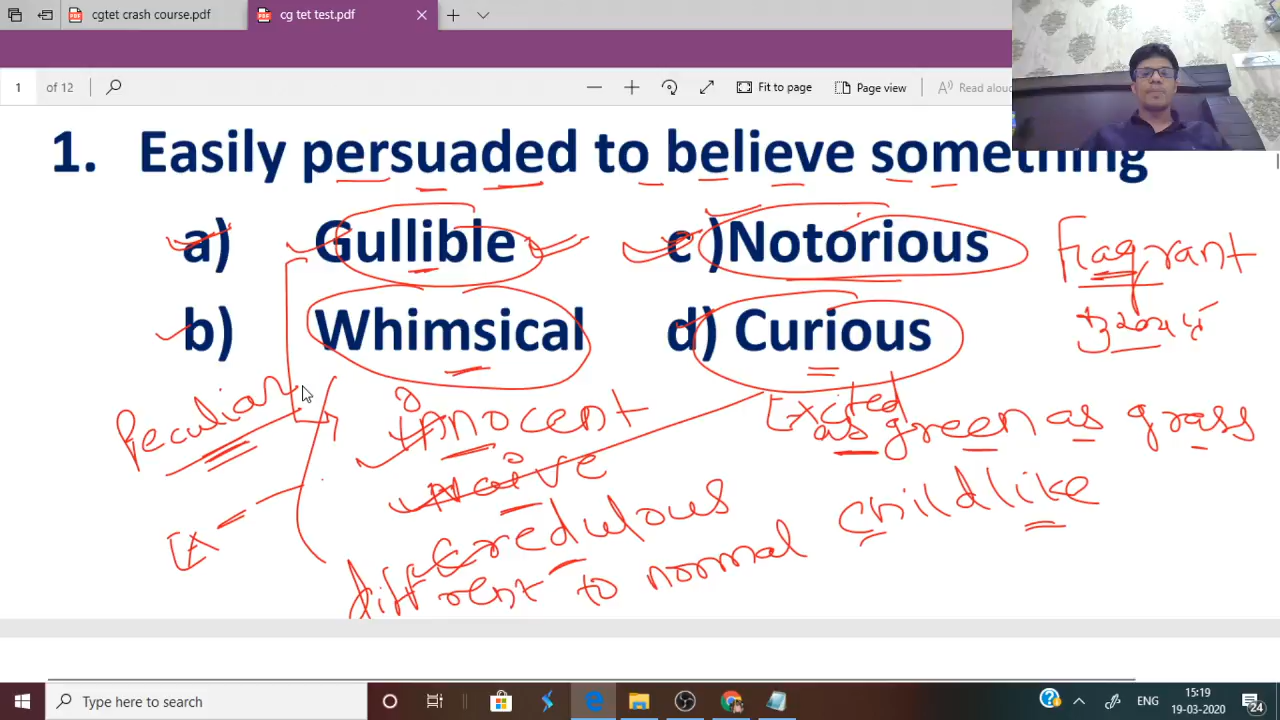 cgtet crash course.pdf
cg tet test.pdf
1 of 12
Fit to page
Page view
Read aloud
1. Easily persuaded to believe something
a) Gullible c )Notorious
b) Whimsical d) Curious
flagrant
Peculiar
innocent
Excited
as green as grass
Naive
credulous
childlike
different to normal
Type here to search
ENG
15:19
19-03-2020
24